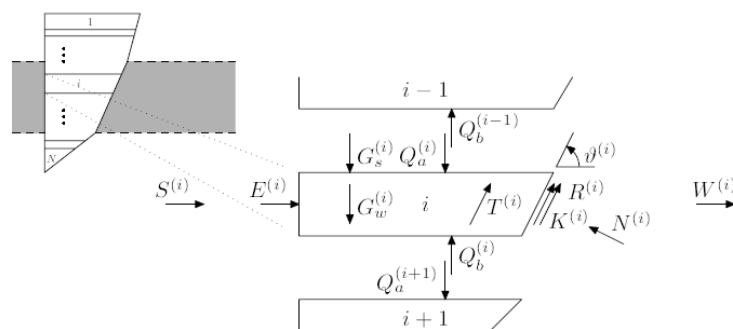 1
i
N
i − 1
Q_b^{(i-1)}
G_s^{(i)} Q_a^{(i)}
ϑ^{(i)}
S^{(i)} E^{(i)} G_w^{(i)} i T^{(i)} R^{(i)} W^{(i)}
K^{(i)} N^{(i)}
Q_b^{(i)}
Q_a^{(i+1)}
i + 1